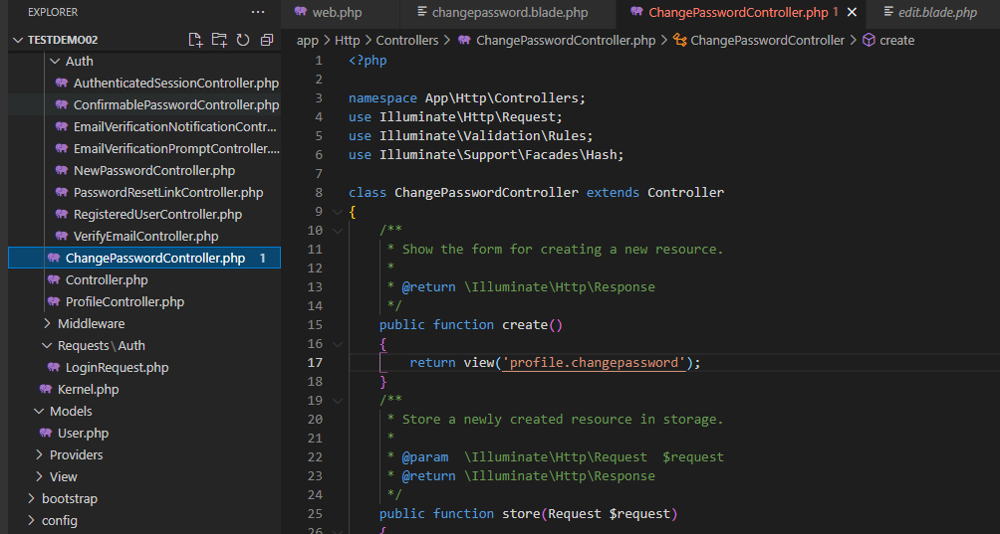 EXPLORER
TESTDEMO02
Auth
AuthenticatedSessionController.php
ConfirmablePasswordController.php
EmailVerificationNotificationContr...
EmailVerificationPromptController....
NewPasswordController.php
PasswordResetLinkController.php
RegisteredUserController.php
VerifyEmailController.php
ChangePasswordController.php 1
Controller.php
ProfileController.php
Middleware
Requests\Auth
LoginRequest.php
Kernel.php
Models
User.php
Providers
View
bootstrap
config
web.php changepassword.blade.php ChangePasswordController.php 1 edit.blade.php
app > Http > Controllers > ChangePasswordController.php > ChangePasswordController > create
1 <?php
2
3 namespace App\Http\Controllers;
4 use Illuminate\Http\Request;
5 use Illuminate\Validation\Rules;
6 use Illuminate\Support\Facades\Hash;
7
8 class ChangePasswordController extends Controller
9 {
10 /**
11 * Show the form for creating a new resource.
12 *
13 * @return \Illuminate\Http\Response
14 */
15 public function create()
16 {
17 return view('profile.changepassword');
18 }
19 /**
20 * Store a newly created resource in storage.
21 *
22 * @param  \Illuminate\Http\Request  $request
23 * @return \Illuminate\Http\Response
24 */
25 public function store(Request $request)
26 {